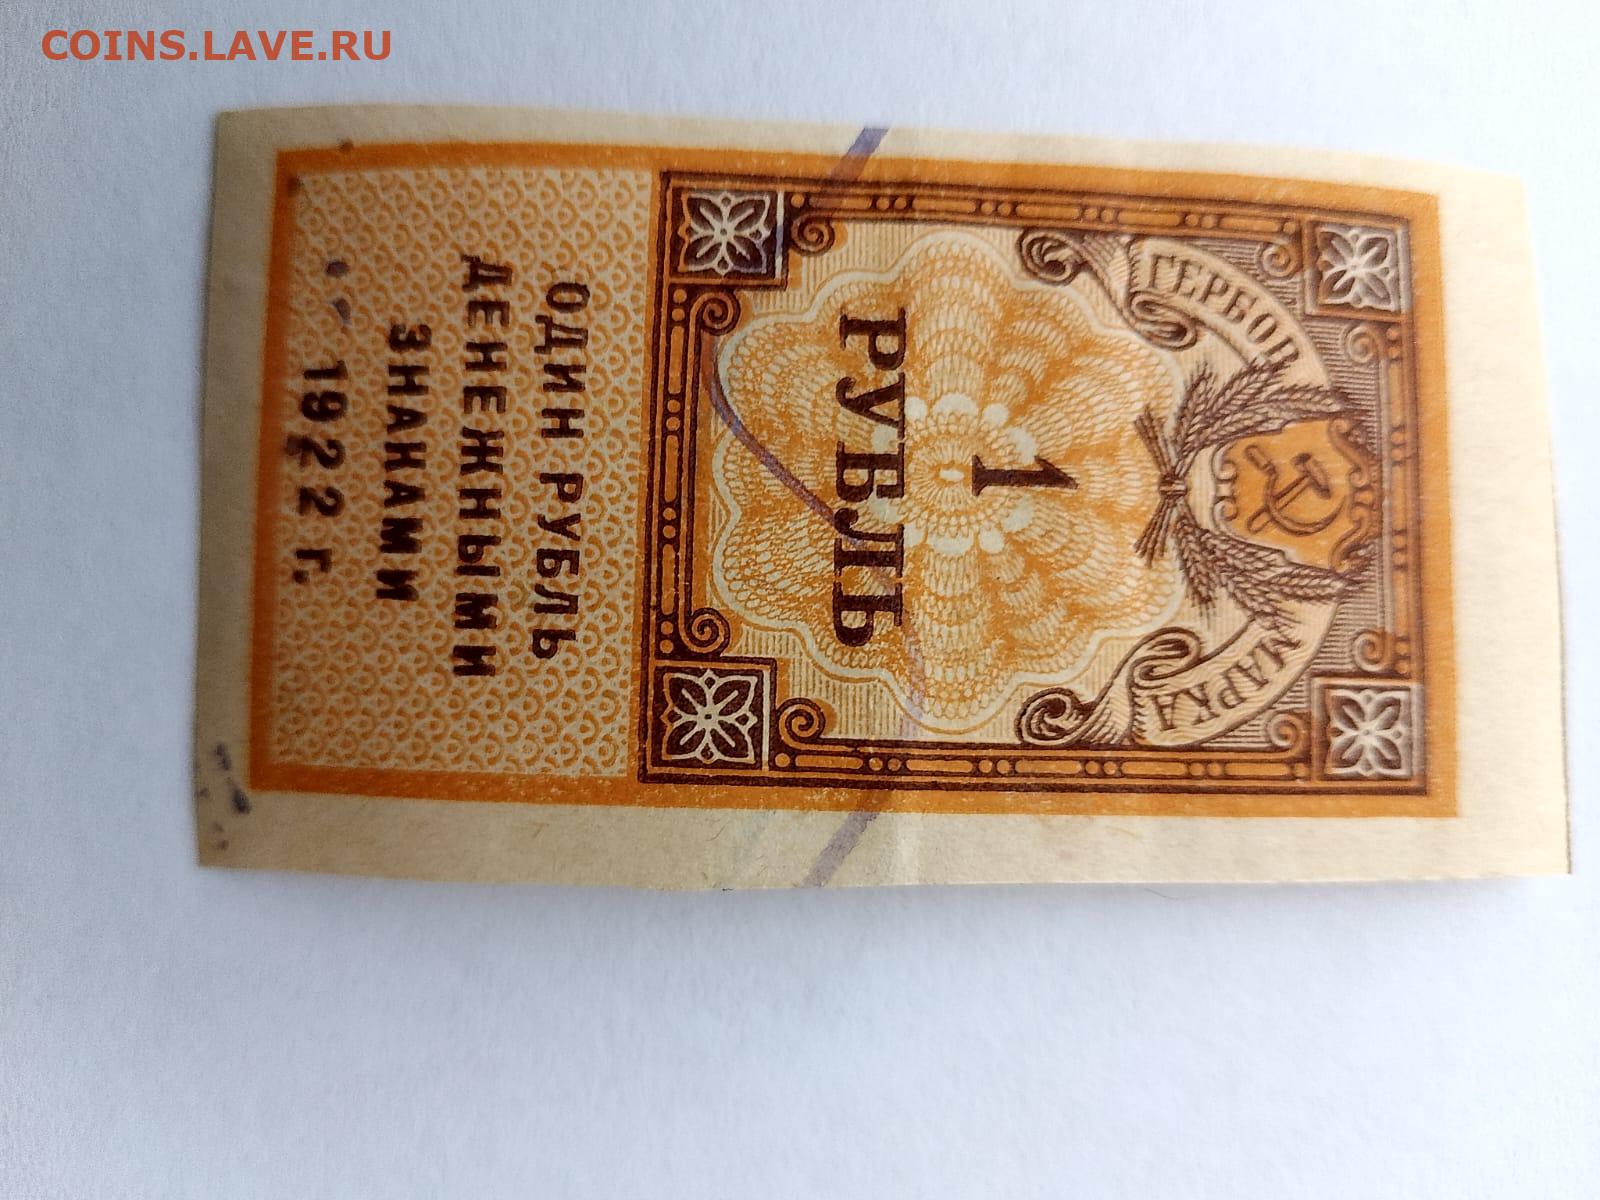 COINS.LAVE.RU
ГЕРБОВ. МАРКА
1
РУБЛЬ
ОДИН РУБЛЬ
ДЕНЕЖНЫМИ
ЗНАКАМИ
1922 г.